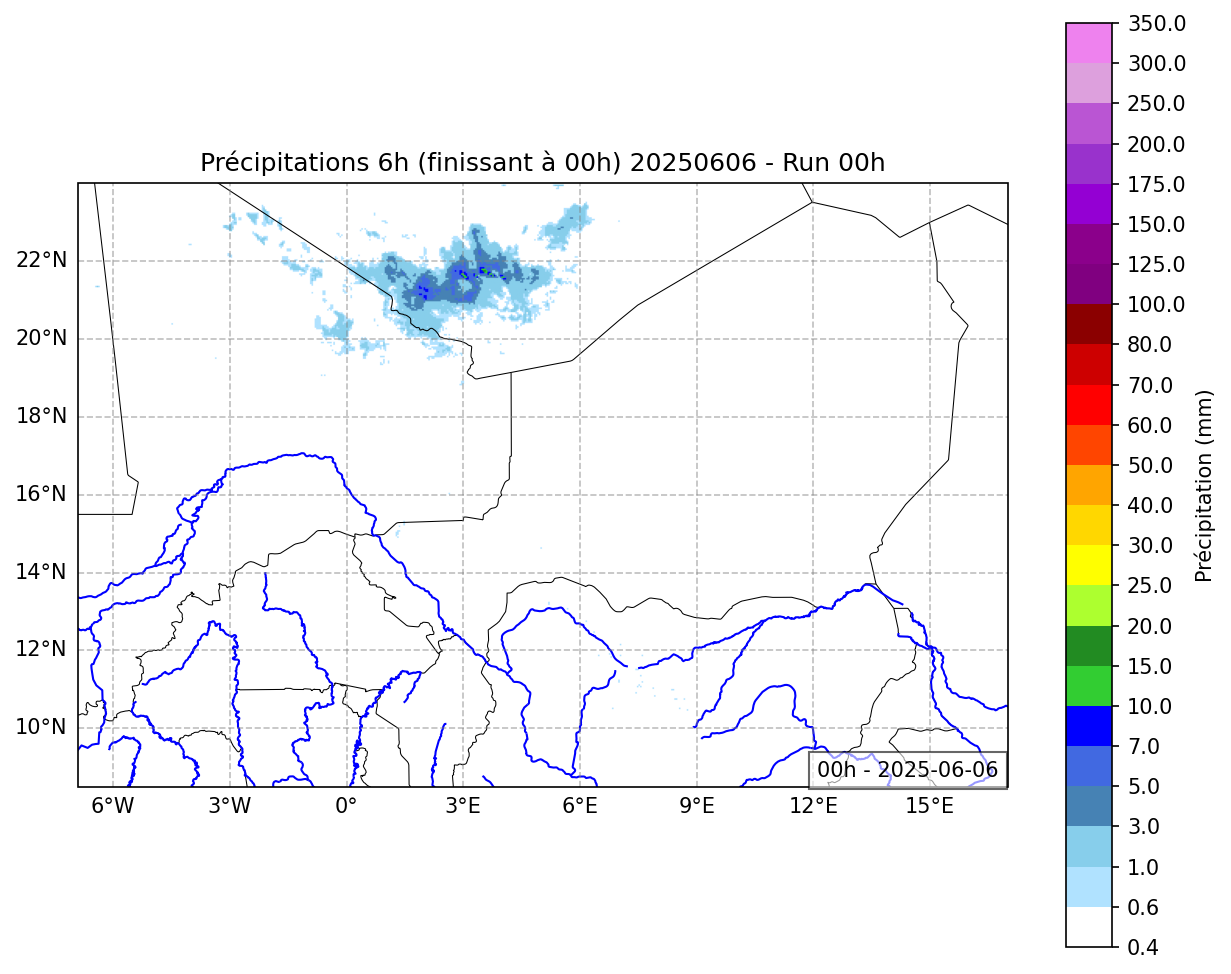 Précipitations 6h (finissant à 00h) 20250606 - Run 00h
22°N
20°N
18°N
16°N
14°N
12°N
10°N
6°W
3°W
0°
3°E
6°E
9°E
12°E
15°E
00h - 2025-06-06
350.0
300.0
250.0
200.0
175.0
150.0
125.0
100.0
80.0
70.0
60.0
50.0
40.0
30.0
25.0
20.0
15.0
10.0
7.0
5.0
3.0
1.0
0.6
0.4
Précipitation (mm)